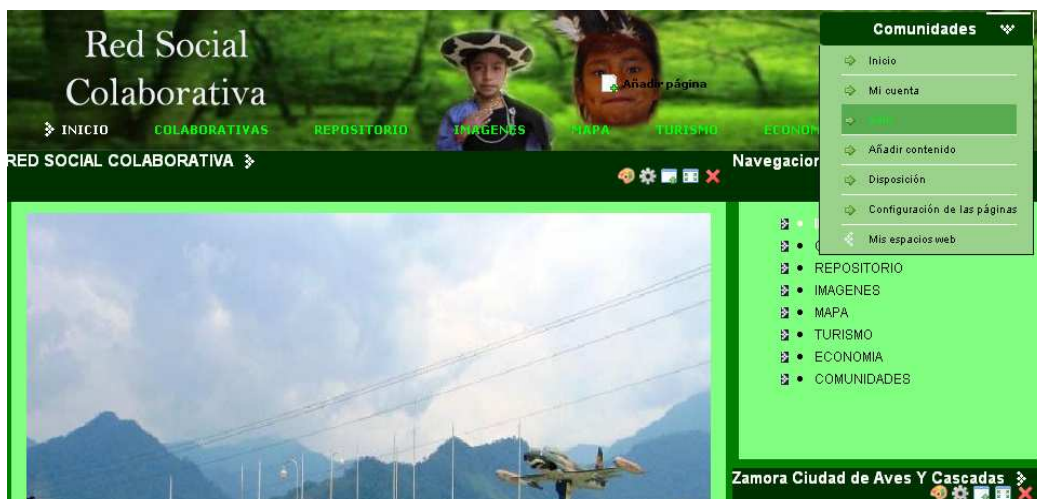 Red Social
Colaborativa
Añadir página
INICIO COLABORATIVAS REPOSITORIO IMAGENES MAPA TURISMO
Comunidades
Inicio
Mi cuenta
Salir
Añadir contenido
Disposición
Configuración de las páginas
Mis espacios web
RED SOCIAL COLABORATIVA
REPOSITORIO
IMAGENES
MAPA
TURISMO
ECONOMIA
COMUNIDADES
Zamora Ciudad de Aves Y Cascadas